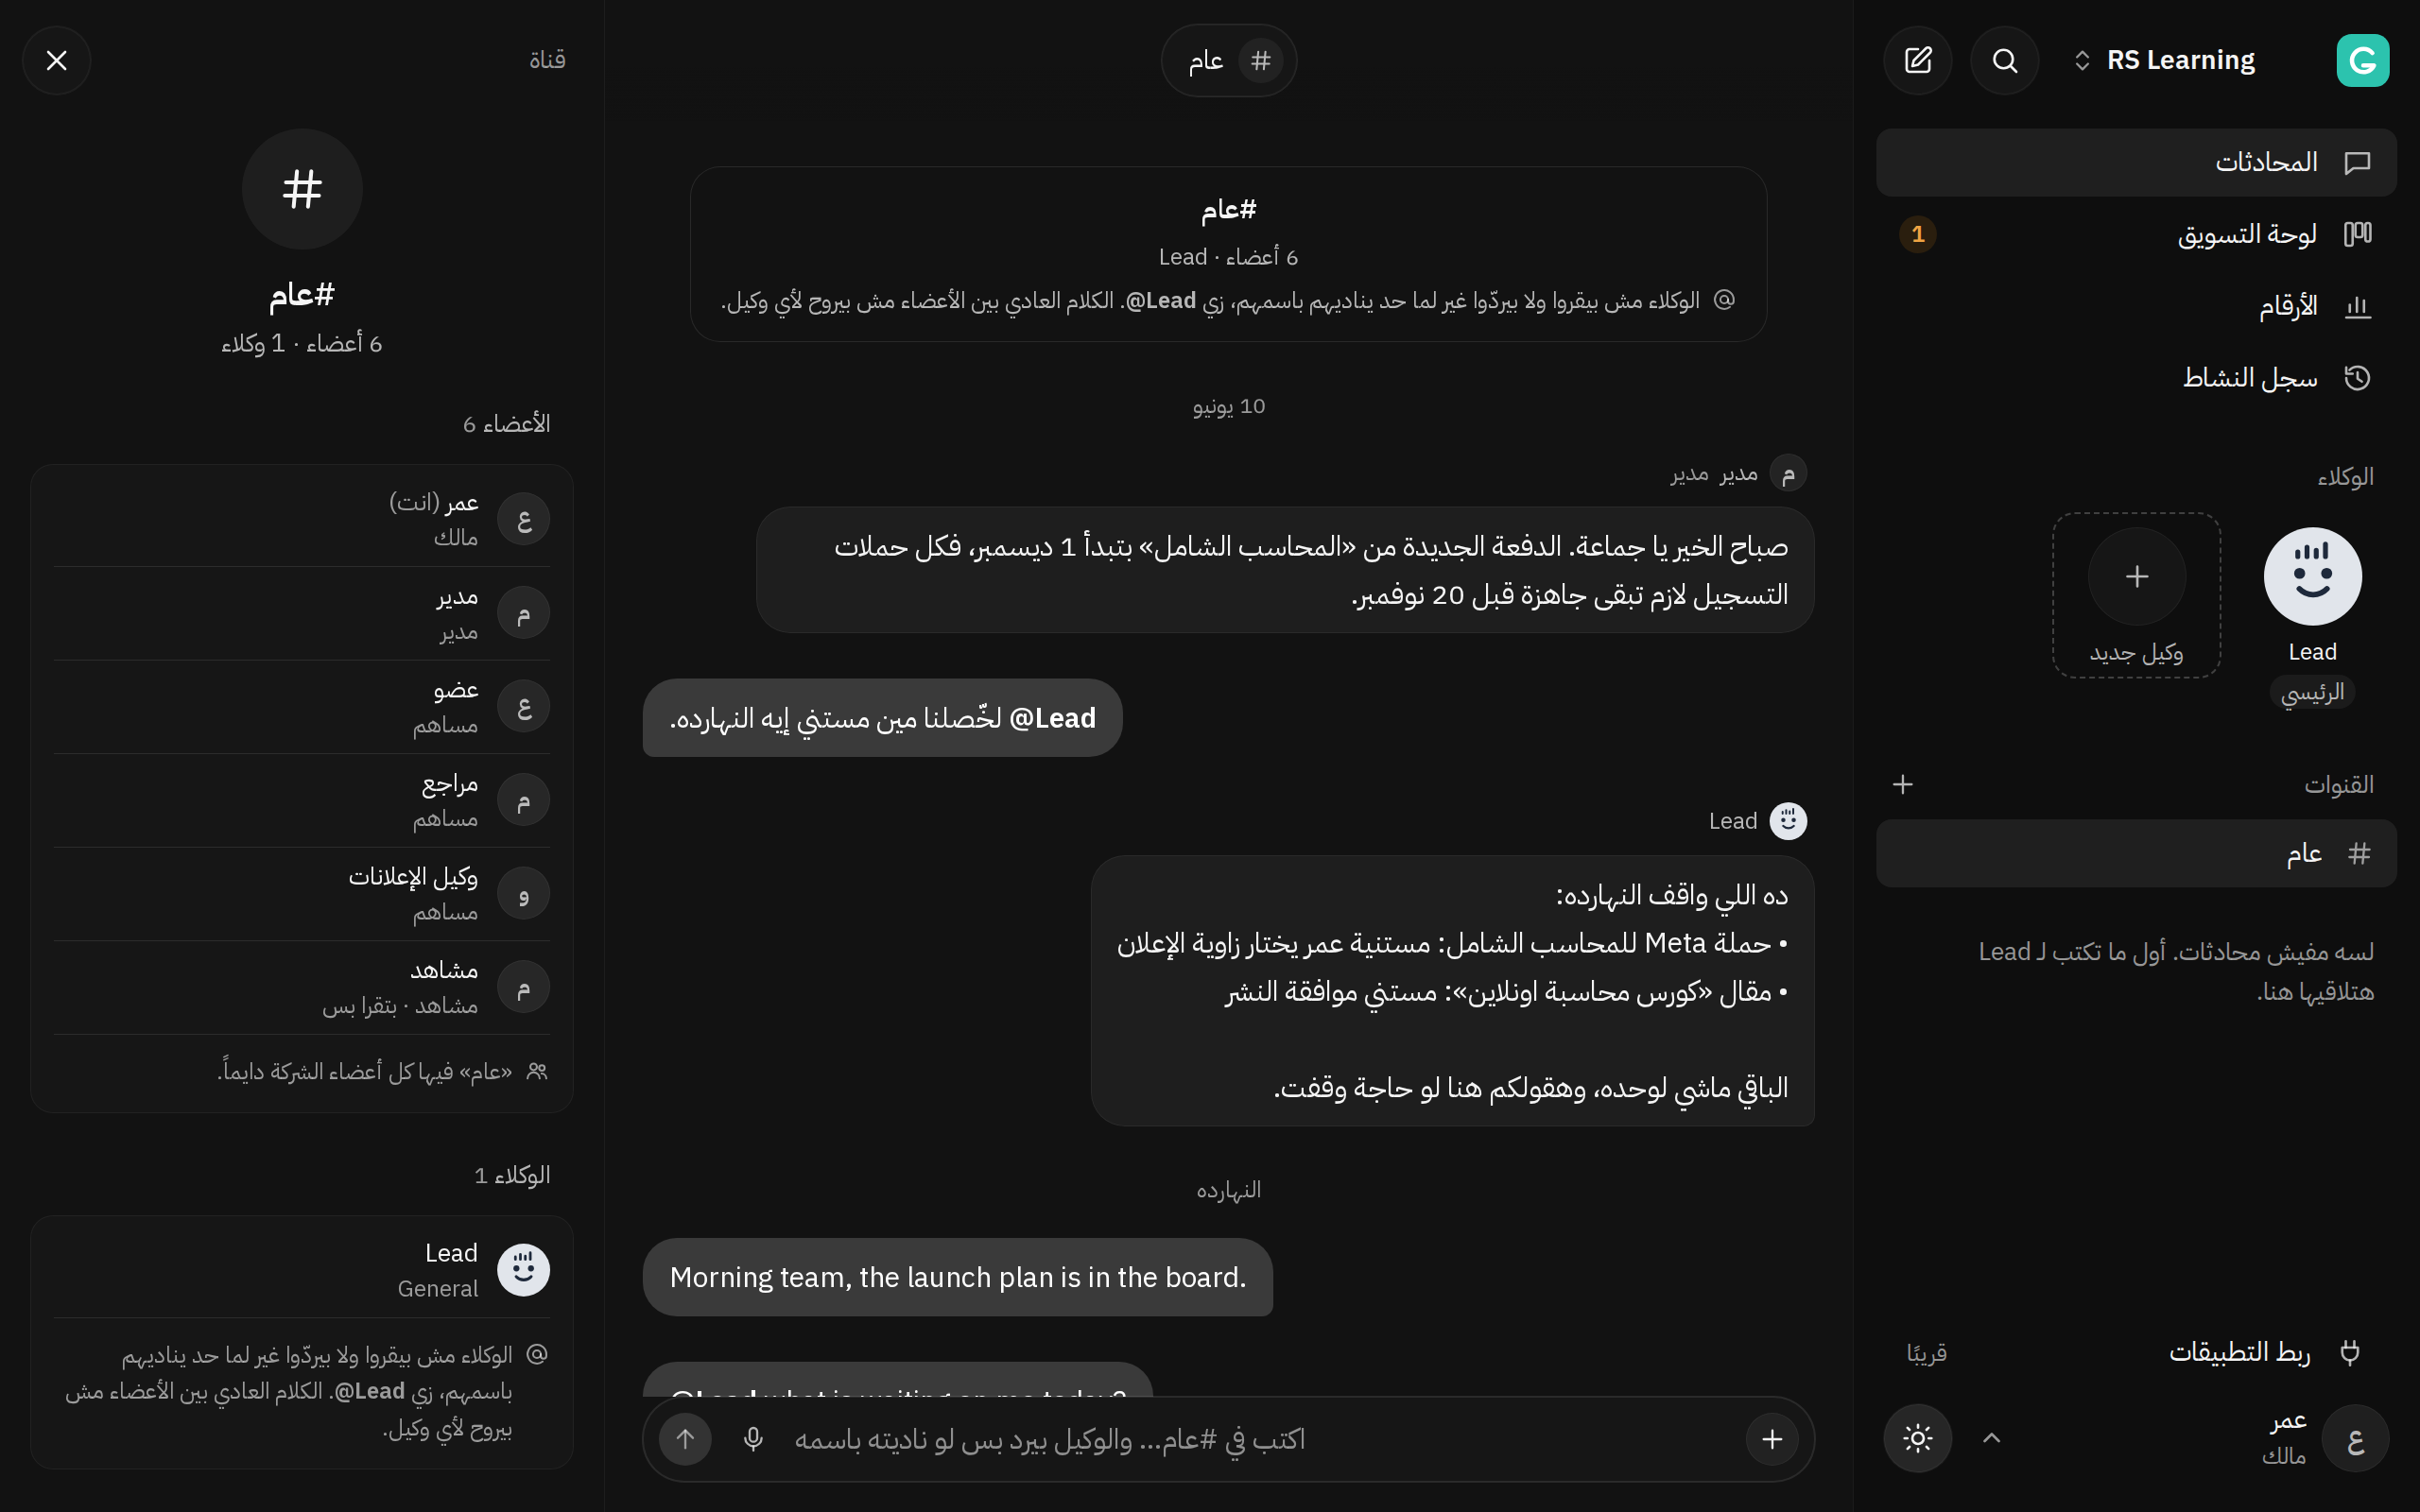 RS Learning
المحادثات
لوحة التسويق
1
الأرقام
سجل النشاط
الوكلاء
Lead
الرئيسي
وكيل جديد
القنوات
# عام
لسه مفيش محادثات. أول ما تكتب لـ Lead
هتلاقيها هنا.
ربط التطبيقات
قريبًا
ع
عمر
مالك
# عام
#عام
6 أعضاء · Lead
الوكلاء مش بيقروا ولا بيردّوا غير لما حد يناديهم باسمهم، زي @Lead. الكلام العادي بين الأعضاء مش بيروح لأي وكيل.
10 يونيو
م مدير مدير
صباح الخير يا جماعة. الدفعة الجديدة من «المحاسب الشامل» بتبدأ 1 ديسمبر، فكل حملات
التسجيل لازم تبقى جاهزة قبل 20 نوفمبر.
@Lead لخّصلنا مين مستني إيه النهارده.
Lead
ده اللي واقف النهارده:
• حملة Meta للمحاسب الشامل: مستنية عمر يختار زاوية الإعلان
• مقال «كورس محاسبة اونلاين»: مستني موافقة النشر
الباقي ماشي لوحده، وهقولكم هنا لو حاجة وقفت.
النهارده
Morning team, the launch plan is in the board.
@Lead what is waiting on me today?
اكتب في #عام... والوكيل بيرد بس لو ناديته باسمه
قناة
#
#عام
6 أعضاء · 1 وكلاء
الأعضاء 6
ع
عمر (انت)
مالك
م
مدير
مدير
ع
عضو
مساهم
م
مراجع
مساهم
و
وكيل الإعلانات
مساهم
م
مشاهد
مشاهد · بتقرا بس
«عام» فيها كل أعضاء الشركة دايماً.
الوكلاء 1
Lead
General
الوكلاء مش بيقروا ولا بيردّوا غير لما حد يناديهم
باسمهم، زي @Lead. الكلام العادي بين الأعضاء مش
بيروح لأي وكيل.